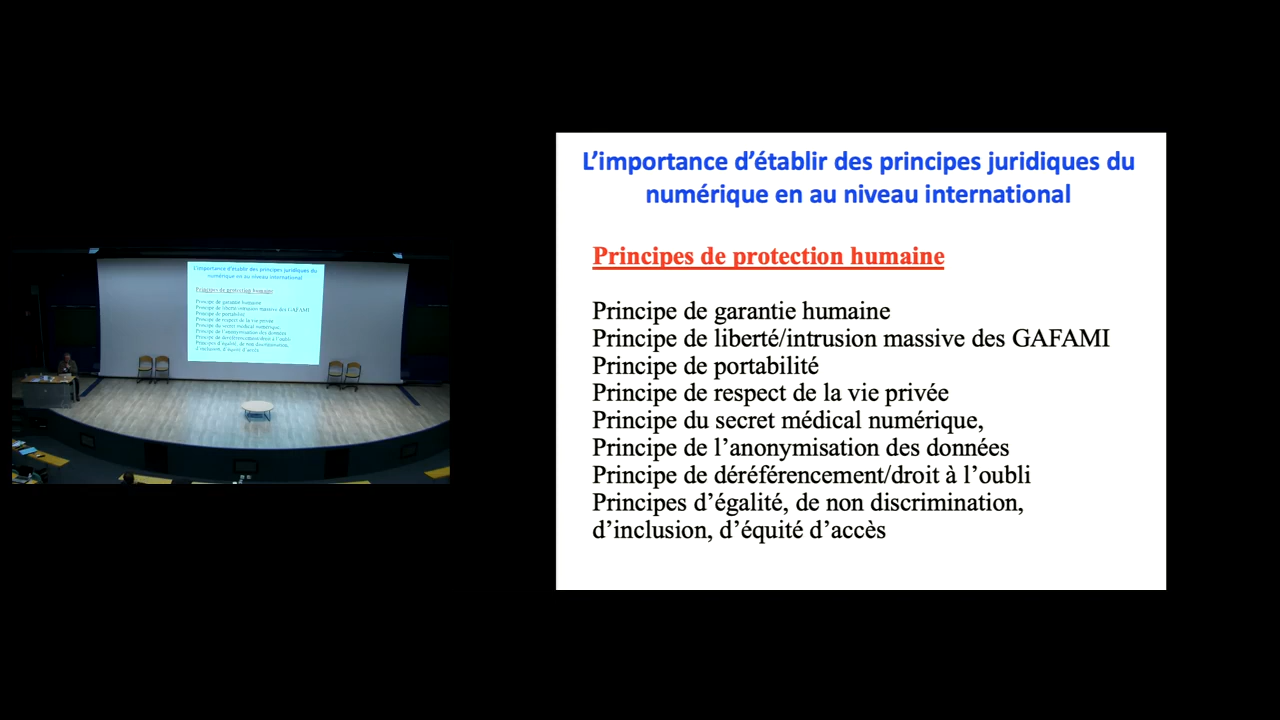 L’importance d’établir des principes juridiques du
numérique en au niveau international
Principes de protection humaine
Principe de garantie humaine
Principe de liberté/intrusion massive des GAFAMI
Principe de portabilité
Principe de respect de la vie privée
Principe du secret médical numérique,
Principe de l’anonymisation des données
Principe de déréférencement/droit à l’oubli
Principes d’égalité, de non discrimination,
d’inclusion, d’équité d’accès